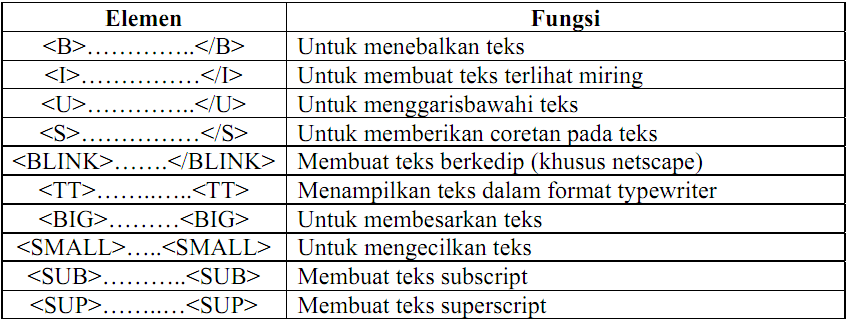 Elemen Fungsi
<B>…………..</B> Untuk menebalkan teks
<I>……………</I> Untuk membuat teks terlihat miring
<U>…………..</U> Untuk menggarisbawahi teks
<S>……………</S> Untuk memberikan coretan pada teks
<BLINK>…….</BLINK> Membuat teks berkedip (khusus netscape)
<TT>……..…..<TT> Menampilkan teks dalam format typewriter
<BIG>………<BIG> Untuk membesarkan teks
<SMALL>…..<SMALL> Untuk mengecilkan teks
<SUB>………..<SUB> Membuat teks subscript
<SUP>……..…<SUP> Membuat teks superscript